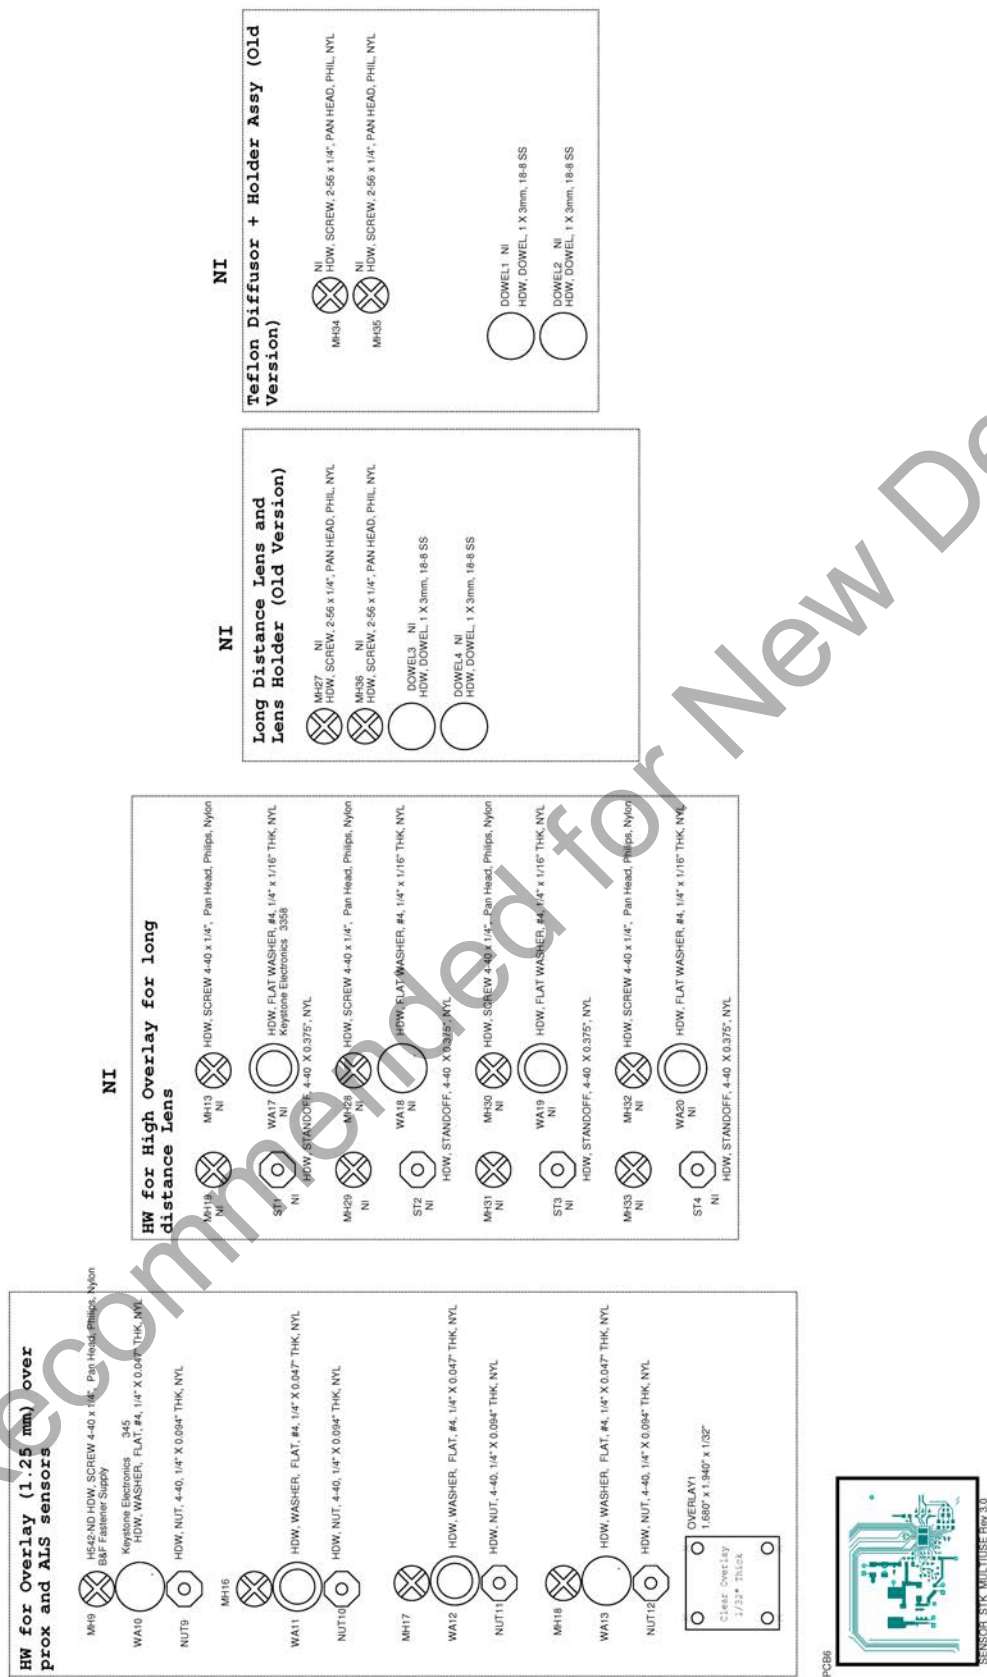 HW for Overlay (1.25 mm) over
prox and ALS sensors
MH9
H542-ND HDW, SCREW 4-40 x 1/4", Pan Head, Philips, Nylon
B&F Fastener Supply
WA10
Keystone Electronics 345
HDW, WASHER, FLAT, #4, 1/4" X 0.047" THK, NYL
NUT9
HDW, NUT, 4-40, 1/4" X 0.094" THK, NYL
MH16
WA11
HDW, WASHER, FLAT, #4, 1/4" X 0.047" THK, NYL
NUT10
HDW, NUT, 4-40, 1/4" X 0.094" THK, NYL
MH17
WA12
HDW, WASHER, FLAT, #4, 1/4" X 0.047" THK, NYL
NUT11
HDW, NUT, 4-40, 1/4" X 0.094" THK, NYL
MH18
WA13
HDW, WASHER, FLAT, #4, 1/4" X 0.047" THK, NYL
NUT12
HDW, NUT, 4-40, 1/4" X 0.094" THK, NYL
Clear Overlay
1/32" Thick
OVERLAY1
1.680" x 1.940" x 1/32"
PCB6
SENSOR STK MULTIUSE Rev 3.0
NI
HW for High Overlay for long
distance Lens
MH19
NI
MH13
NI
HDW, SCREW 4-40 x 1/4", Pan Head, Philips, Nylon
ST1
NI
HDW, STANDOFF, 4-40 X 0.375", NYL
WA17
NI
HDW, FLAT WASHER, #4, 1/4" x 1/16" THK, NYL
Keystone Electronics 3358
MH29
NI
MH28
NI
HDW, SCREW 4-40 x 1/4", Pan Head, Philips, Nylon
ST2
NI
HDW, STANDOFF, 4-40 X 0.375", NYL
WA18
NI
HDW, FLAT WASHER, #4, 1/4" x 1/16" THK, NYL
MH31
NI
MH30
NI
HDW, SCREW 4-40 x 1/4", Pan Head, Philips, Nylon
ST3
NI
HDW, STANDOFF, 4-40 X 0.375", NYL
WA19
NI
HDW, FLAT WASHER, #4, 1/4" x 1/16" THK, NYL
MH33
NI
MH32
NI
HDW, SCREW 4-40 x 1/4", Pan Head, Philips, Nylon
ST4
NI
HDW, STANDOFF, 4-40 X 0.375", NYL
WA20
NI
HDW, FLAT WASHER, #4, 1/4" x 1/16" THK, NYL
NI
Long Distance Lens and
Lens Holder (Old Version)
MH27 NI
HDW, SCREW, 2-56 x 1/4", PAN HEAD, PHIL, NYL
MH36 NI
HDW, SCREW, 2-56 x 1/4", PAN HEAD, PHIL, NYL
DOWEL3 NI
HDW, DOWEL, 1 X 3mm, 18-8 SS
DOWEL4 NI
HDW, DOWEL, 1 X 3mm, 18-8 SS
NI
Teflon Diffusor + Holder Assy (Old
Version)
MH34
NI
HDW, SCREW, 2-56 x 1/4", PAN HEAD, PHIL, NYL
MH35
NI
HDW, SCREW, 2-56 x 1/4", PAN HEAD, PHIL, NYL
DOWEL1 NI
HDW, DOWEL, 1 X 3mm, 18-8 SS
DOWEL2 NI
HDW, DOWEL, 1 X 3mm, 18-8 SS
Recommended for New De